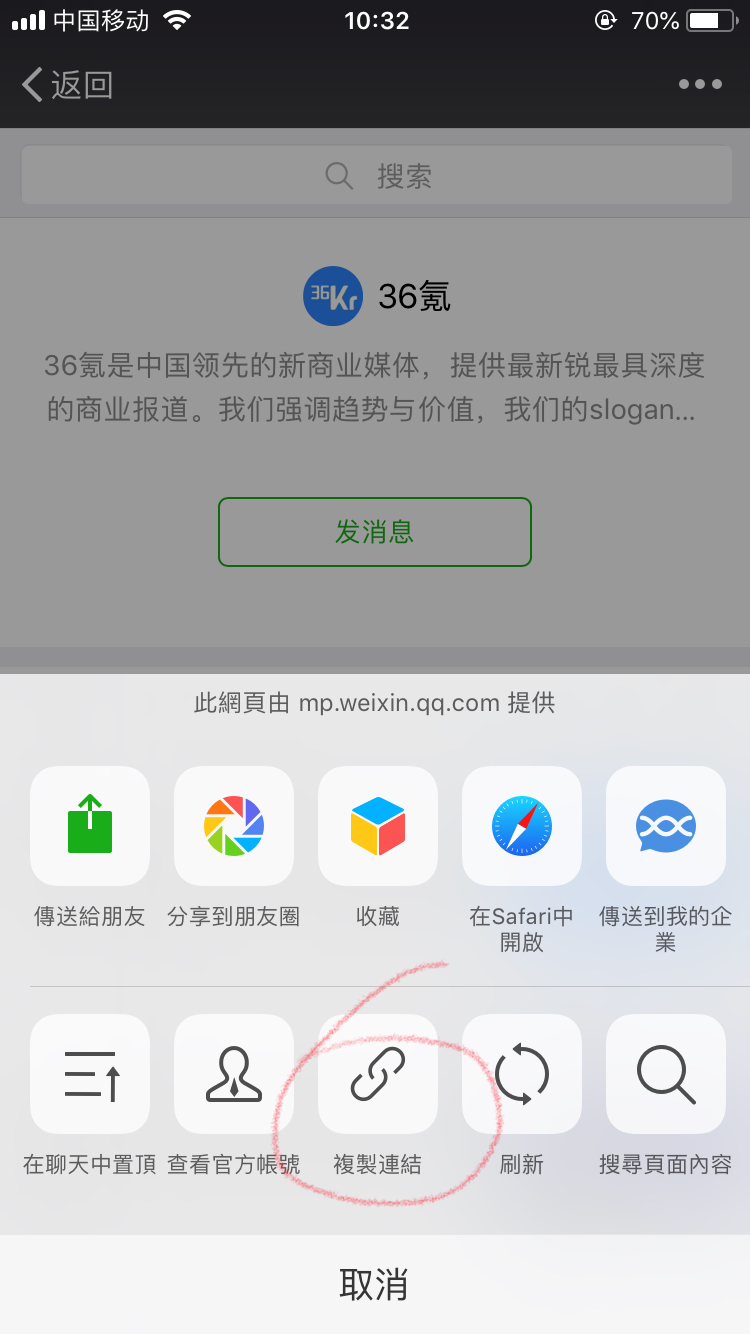 中国移动 10:32 70%
返回
搜索
36Kr 36氪
36氪是中国领先的新商业媒体，提供最新锐最具深度
的商业报道。我们强调趋势与价值，我们的slogan...
发消息
此網頁由 mp.weixin.qq.com 提供
傳送給朋友 分享到朋友圈 收藏 在Safari中 傳送到我的企
開啟 業
在聊天中置頂 查看官方帳號 複製連結 刷新 搜尋頁面內容
取消